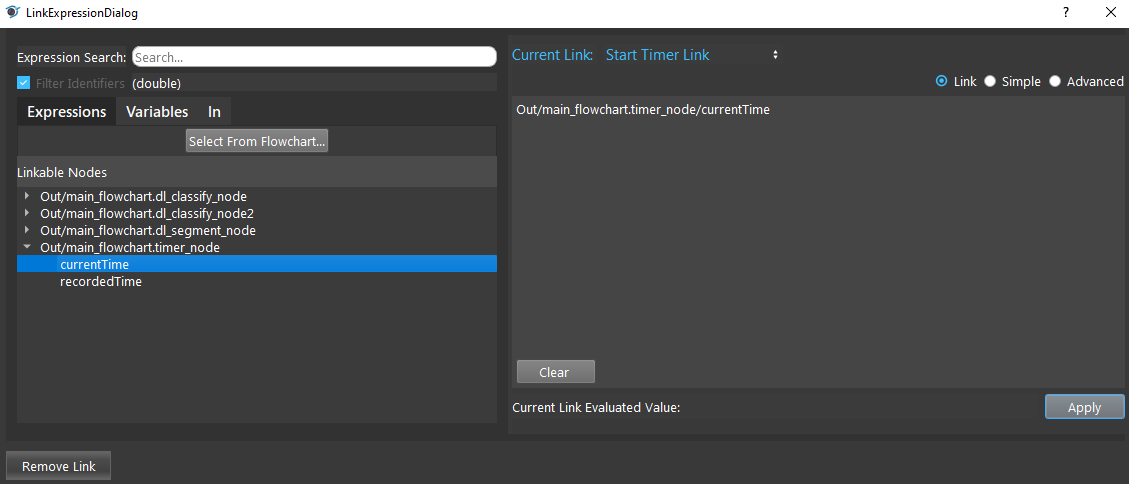 LinkExpressionDialog
?
Expression Search: Search...
Filter Identifiers (double)
Expressions Variables In
Select From Flowchart...
Linkable Nodes
Out/main_flowchart.dl_classify_node
Out/main_flowchart.dl_classify_node2
Out/main_flowchart.dl_segment_node
Out/main_flowchart.timer_node
currentTime
recordedTime
Current Link: Start Timer Link
Link Simple Advanced
Out/main_flowchart.timer_node/currentTime
Clear
Current Link Evaluated Value:
Apply
Remove Link